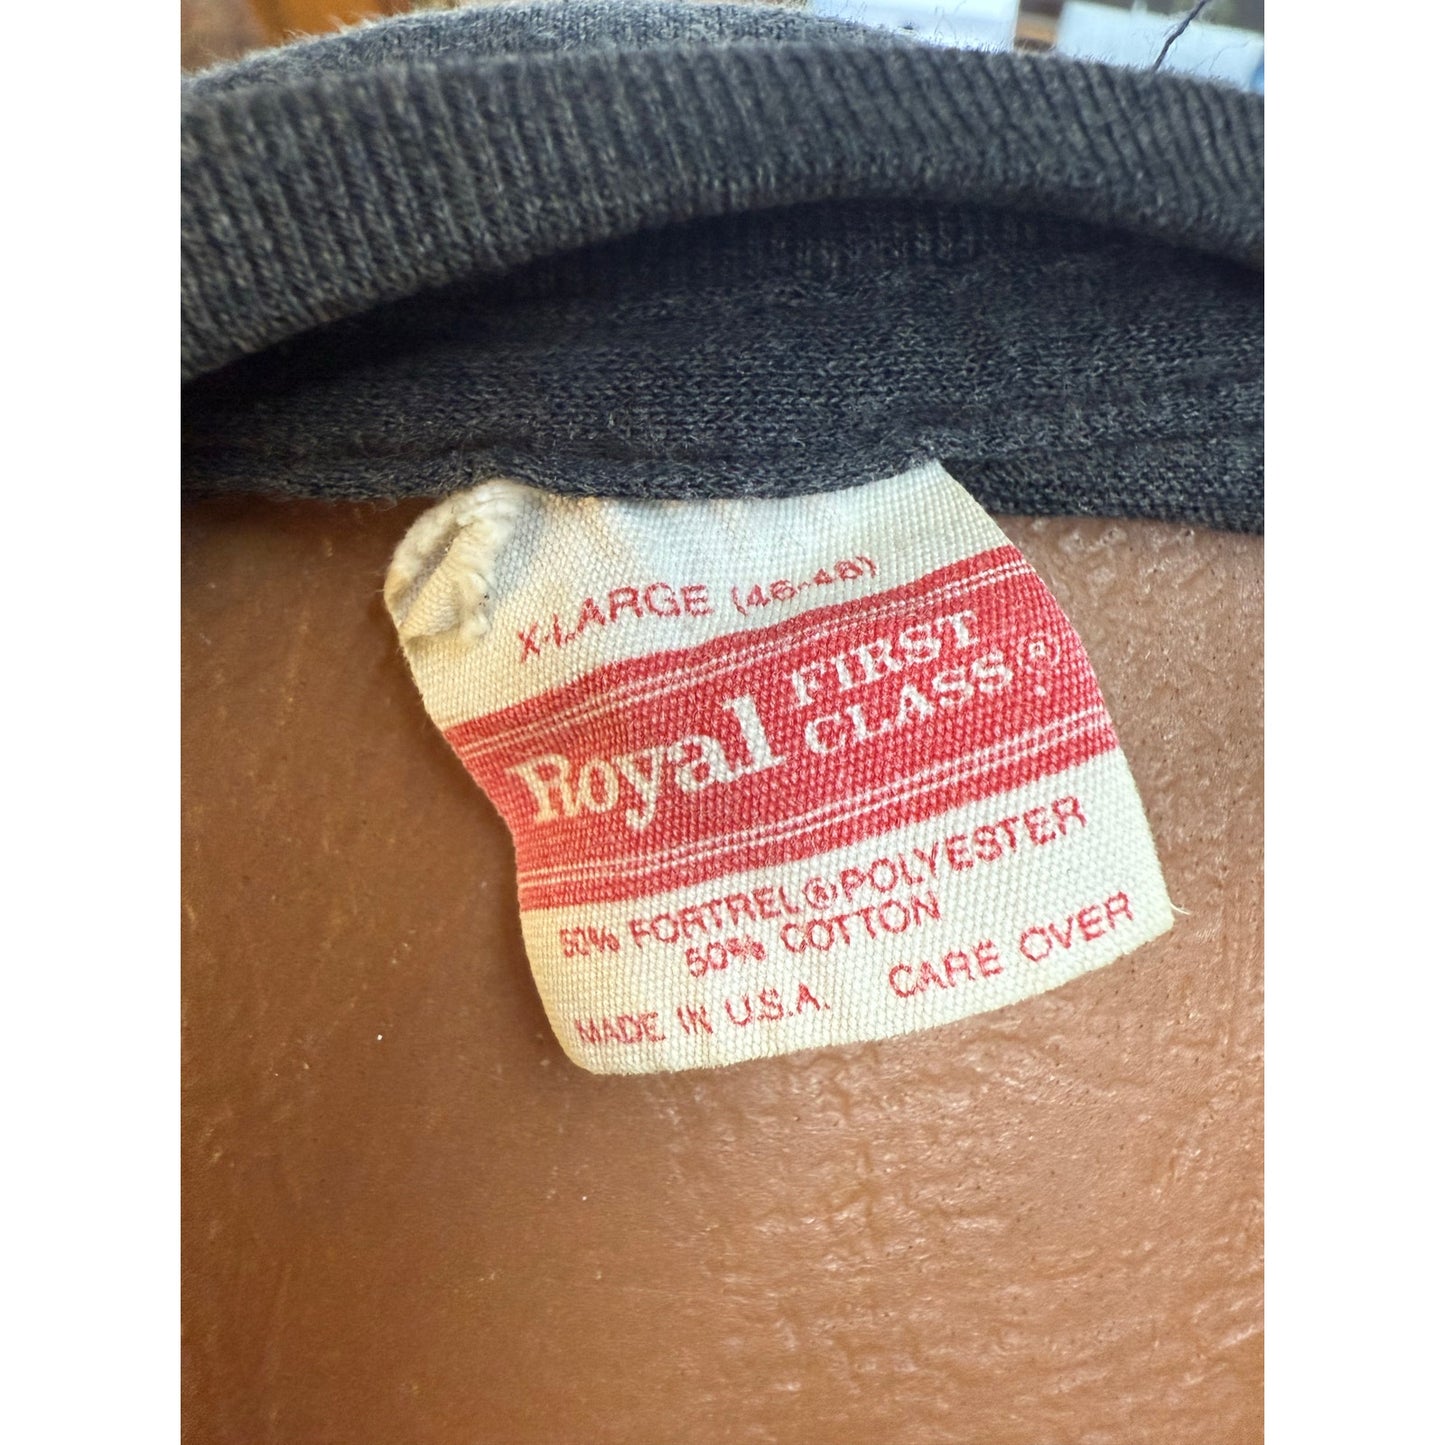 X-LARGE (46-48)
Royal FIRST CLASS(R)
50% FORTREL®POLYESTER
50% COTTON
MADE IN U.S.A. CARE OVER